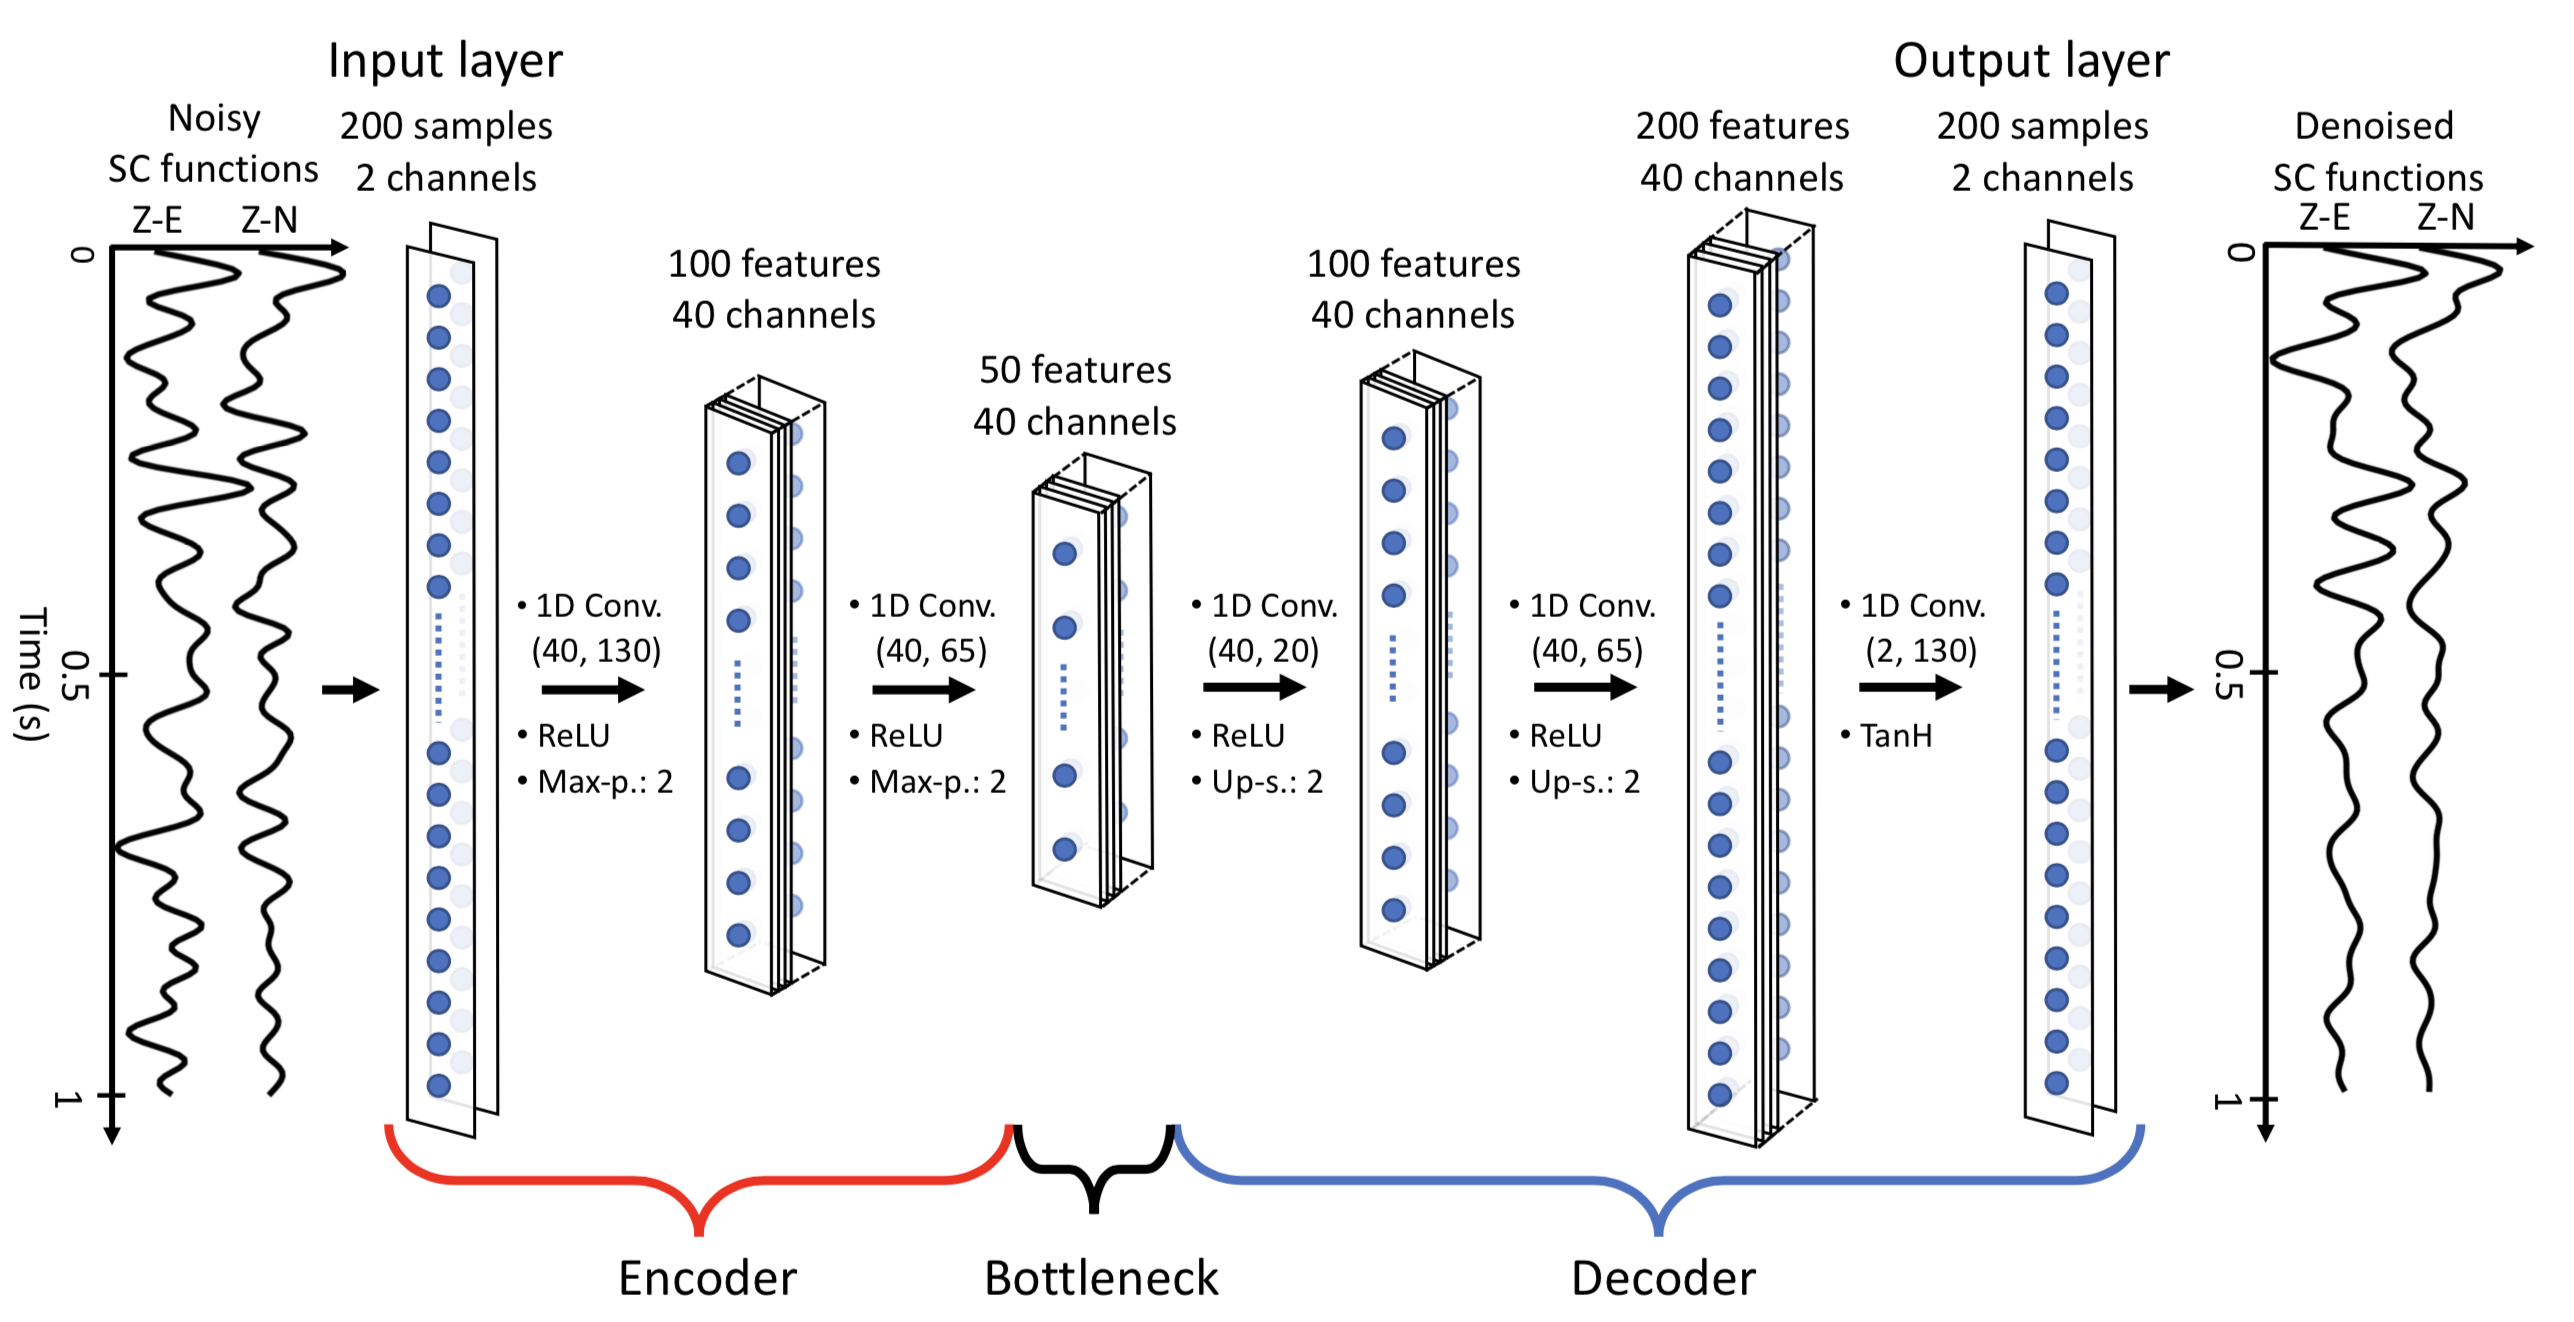 Input layer
Output layer
Noisy
SC functions
Z-E Z-N
200 samples
2 channels
100 features
40 channels
50 features
40 channels
100 features
40 channels
200 features
40 channels
200 samples
2 channels
Denoised
SC functions
Z-E Z-N
0
0.5
1
Time (s)
• 1D Conv.
(40, 130)
• ReLU
• Max-p.: 2
• 1D Conv.
(40, 65)
• ReLU
• Max-p.: 2
• 1D Conv.
(40, 20)
• ReLU
• Up-s.: 2
• 1D Conv.
(40, 65)
• ReLU
• Up-s.: 2
• 1D Conv.
(2, 130)
• TanH
0
0.5
1
Encoder
Bottleneck
Decoder